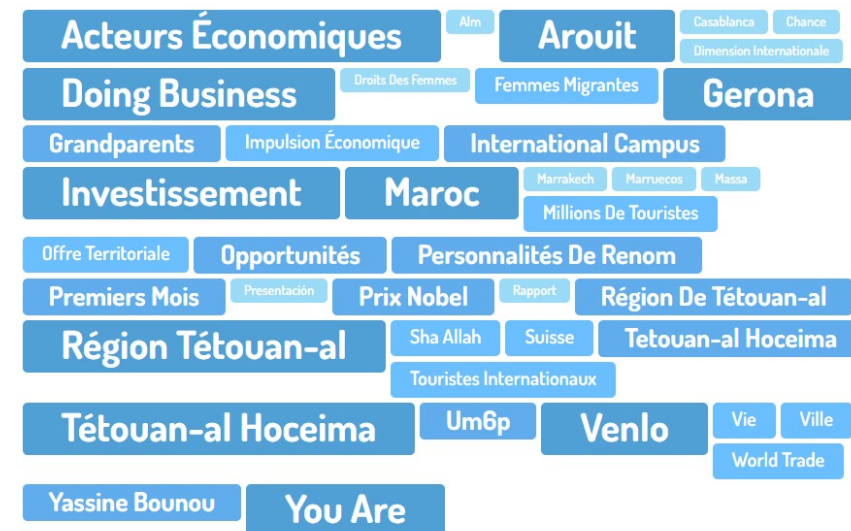 Acteurs Économiques Alm Arouit Casablanca Chance
Dimension Internationale
Doing Business Droits Des Femmes Femmes Migrantes Gerona
Grandparents Impulsion Économique International Campus
Investissement Maroc Marrakech Marruecos Massa
Millions De Touristes
Offre Territoriale Opportunités Personnalités De Renom
Premiers Mois Presentación Prix Nobel Rapport Région De Tétouan-al
Région Tétouan-al Sha Allah Suisse Tetouan-al Hoceima
Touristes Internationaux
Tétouan-al Hoceima Um6p Venlo Vie Ville
World Trade
Yassine Bounou You Are